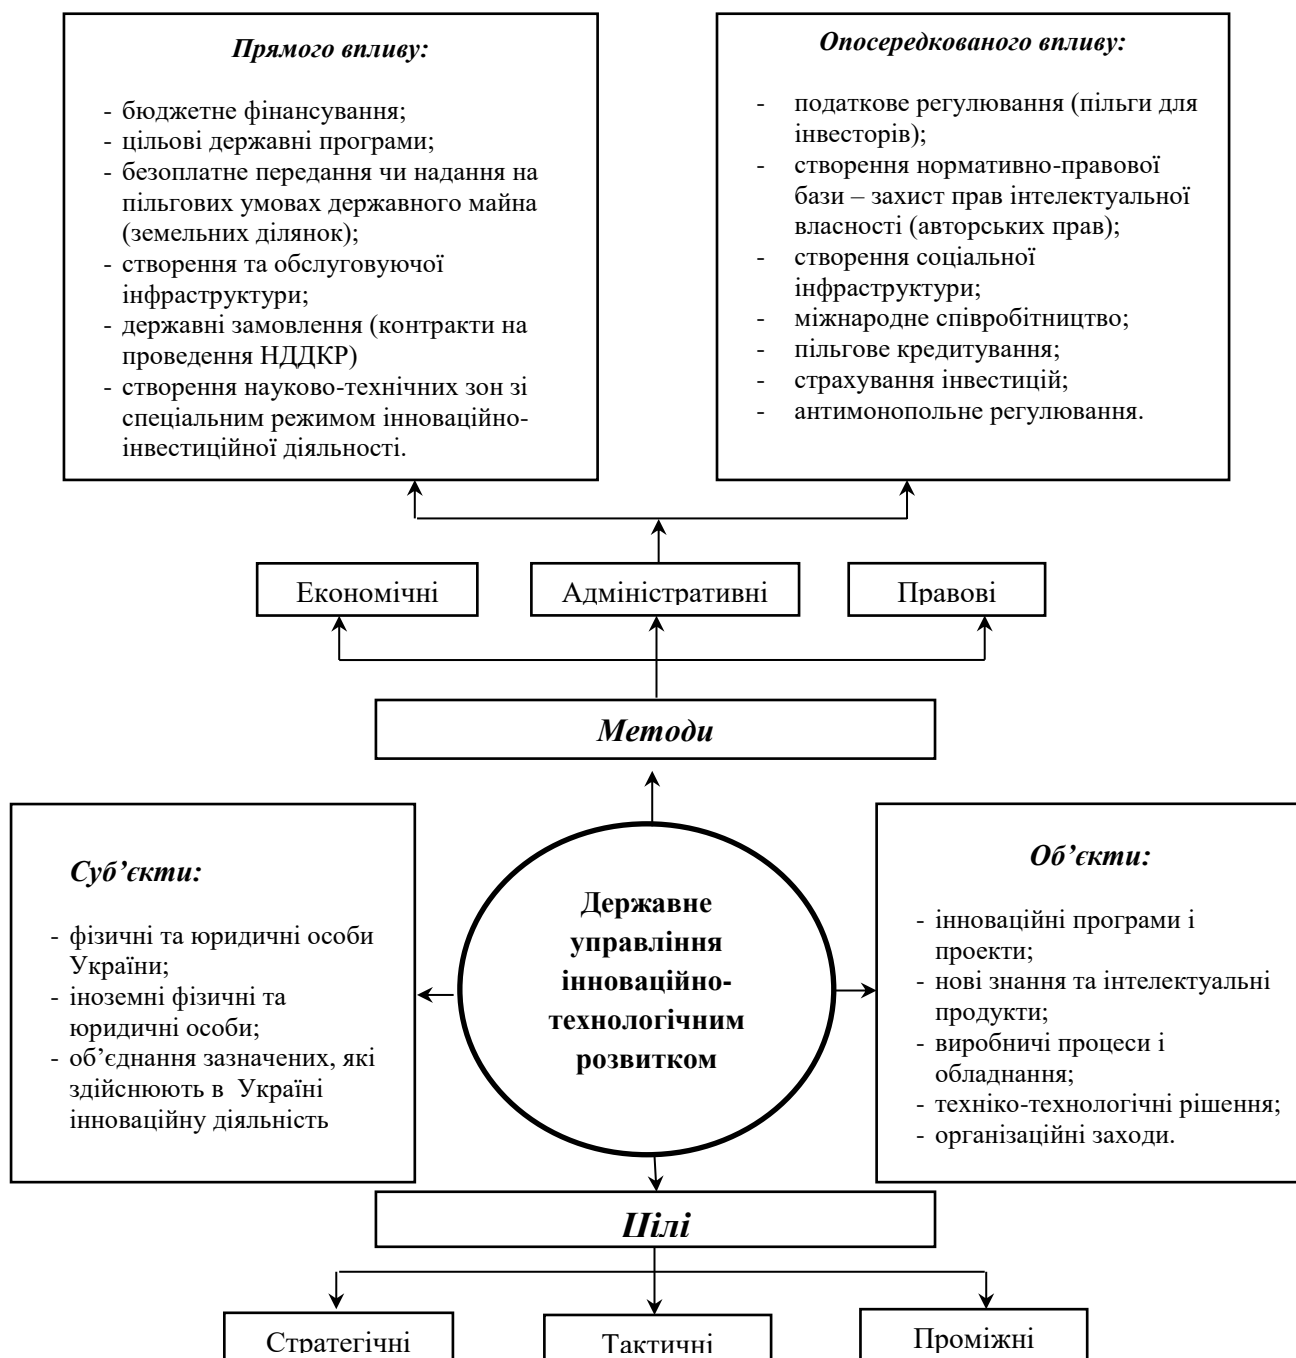 Прямого впливу:
- бюджетне фінансування;
- цільові державні програми;
- безоплатне передання чи надання на
пільгових умовах державного майна
(земельних ділянок);
- створення та обслуговуючої
інфраструктури;
- державні замовлення (контракти на
проведення НДДКР)
- створення науково-технічних зон зі
спеціальним режимом інноваційно-
інвестиційної діяльності.
Опосередкованого впливу:
- податкове регулювання (пільги для
інвесторів);
- створення нормативно-правової
бази – захист прав інтелектуальної
власності (авторських прав);
- створення соціальної
інфраструктури;
- міжнародне співробітництво;
- пільгове кредитування;
- страхування інвестицій;
- антимонопольне регулювання.
Економічні
Адміністративні
Правові
Методи
Суб’єкти:
- фізичні та юридичні особи
України;
- іноземні фізичні та
юридичні особи;
- об’єднання зазначених, які
здійснюють в Україні
інноваційну діяльність
Державне
управління
інноваційно-
технологічним
розвитком
Об’єкти:
- інноваційні програми і
проекти;
- нові знання та інтелектуальні
продукти;
- виробничі процеси і
обладнання;
- техніко-технологічні рішення;
- організаційні заходи.
Цілі
Стратегічні
Тактичні
Проміжні